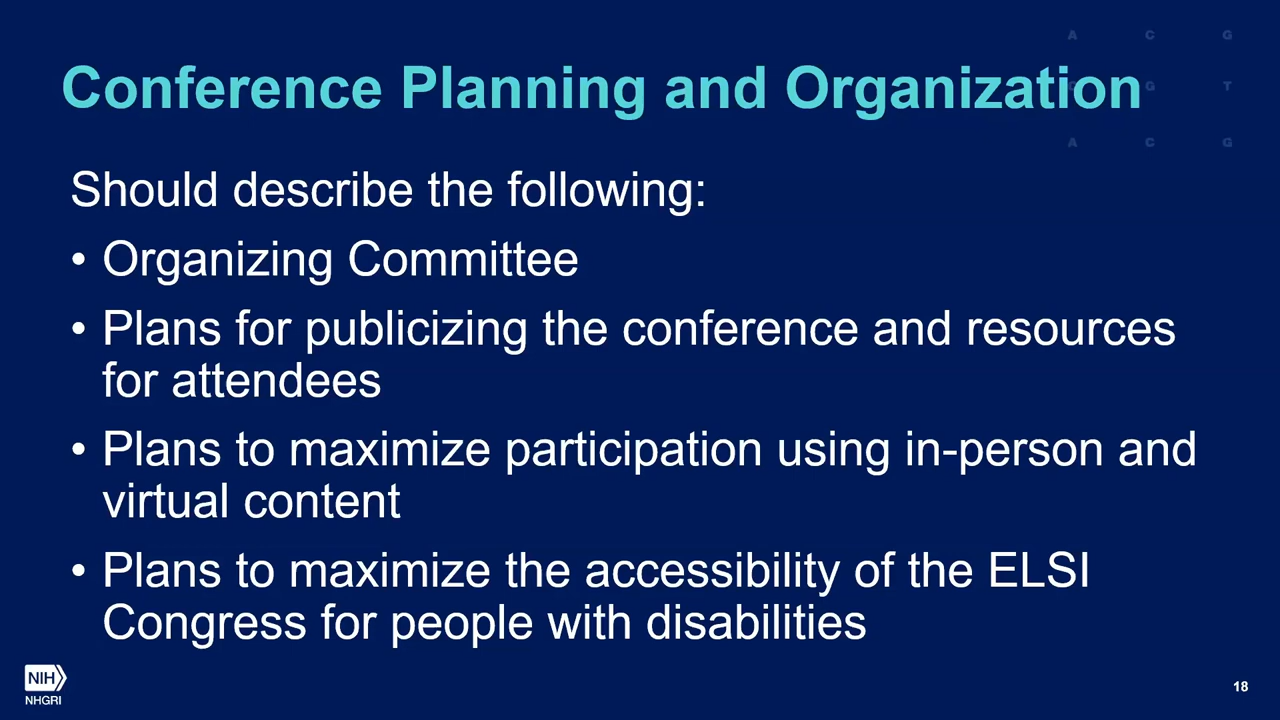 A C G
Conference Planning and Organization
G T
A C G
Should describe the following:
• Organizing Committee
• Plans for publicizing the conference and resources
for attendees
• Plans to maximize participation using in-person and
virtual content
• Plans to maximize the accessibility of the ELSI
Congress for people with disabilities
NIH
NHGRI
18